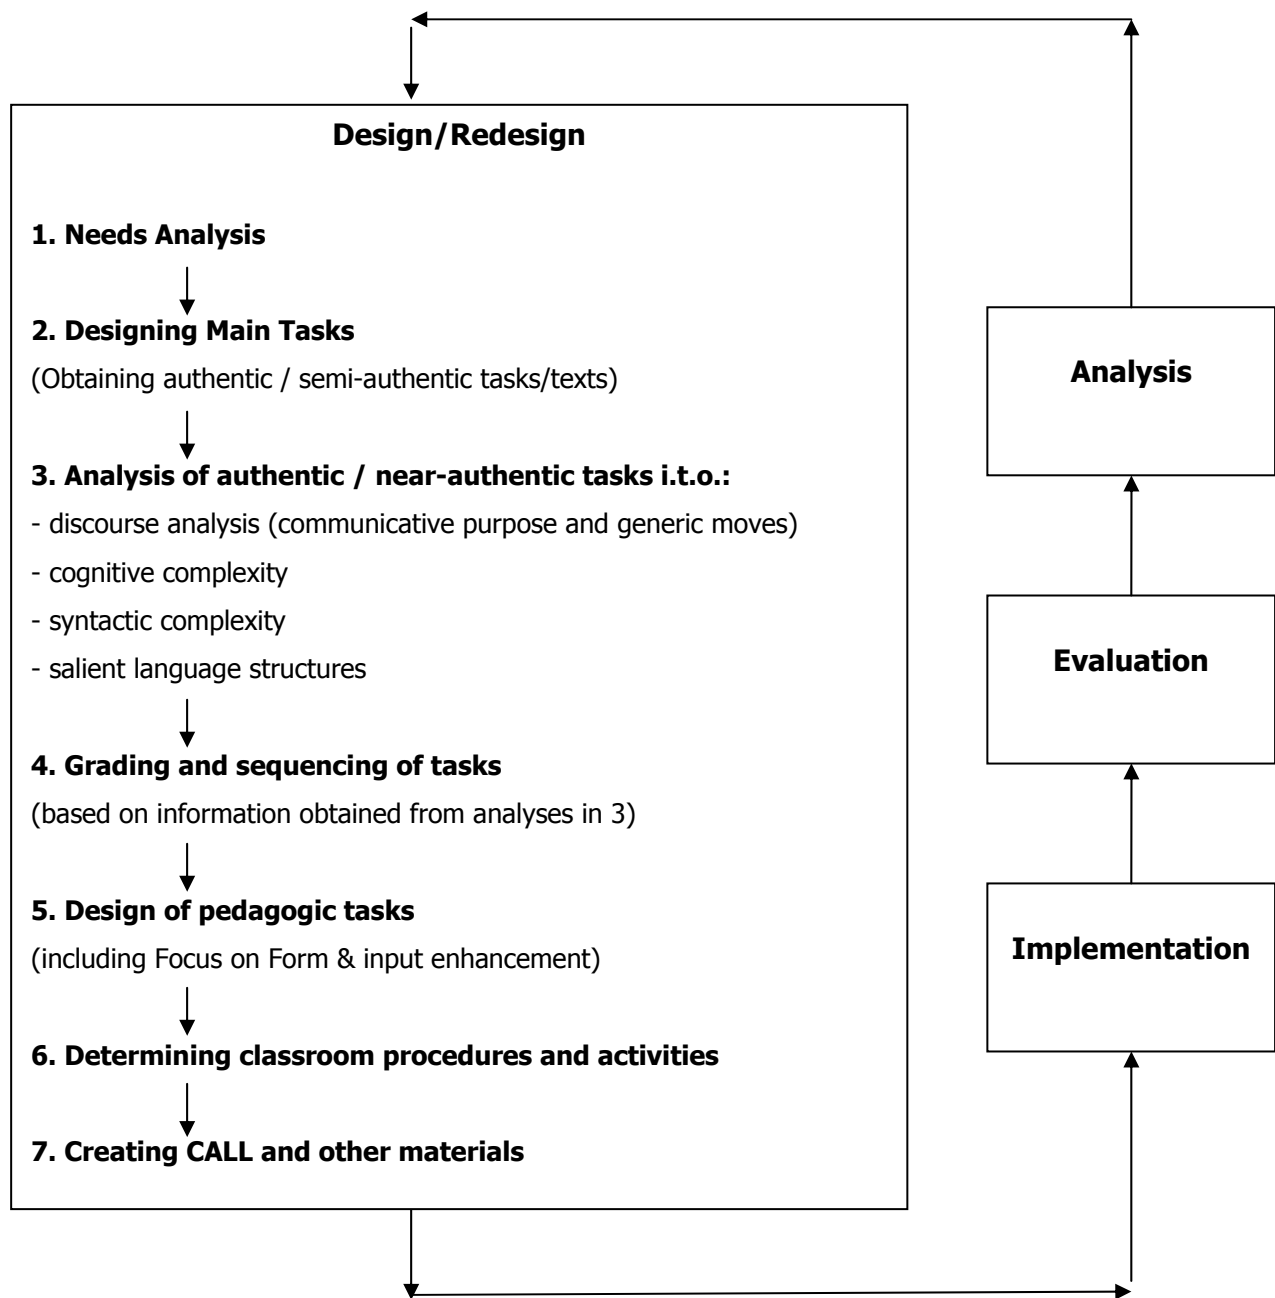 Design/Redesign
1. Needs Analysis
2. Designing Main Tasks
(Obtaining authentic / semi-authentic tasks/texts)
3. Analysis of authentic / near-authentic tasks i.t.o.:
- discourse analysis (communicative purpose and generic moves)
- cognitive complexity
- syntactic complexity
- salient language structures
4. Grading and sequencing of tasks
(based on information obtained from analyses in 3)
5. Design of pedagogic tasks
(including Focus on Form & input enhancement)
6. Determining classroom procedures and activities
7. Creating CALL and other materials
Analysis
Evaluation
Implementation